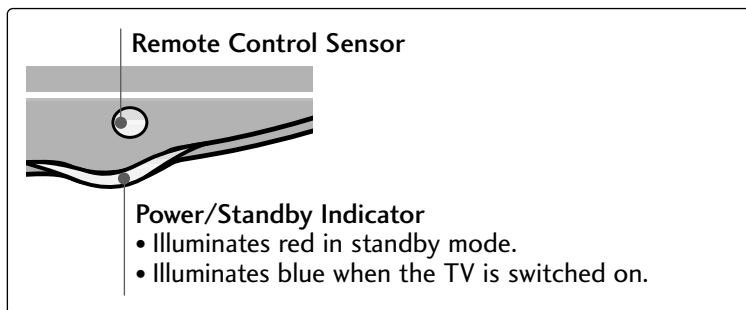 Remote Control Sensor
Power/Standby Indicator
• Illuminates red in standby mode.
• Illuminates blue when the TV is switched on.